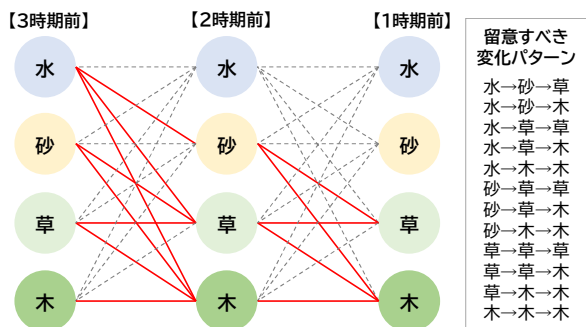 【3時期前】
【2時期前】
【1時期前】
水
水
水
砂
砂
砂
草
草
草
木
木
木
留意すべき
変化パターン
水→砂→草
水→砂→木
水→草→草
水→草→木
水→木→木
砂→草→草
砂→草→木
砂→木→木
草→草→草
草→草→木
草→木→木
木→木→木